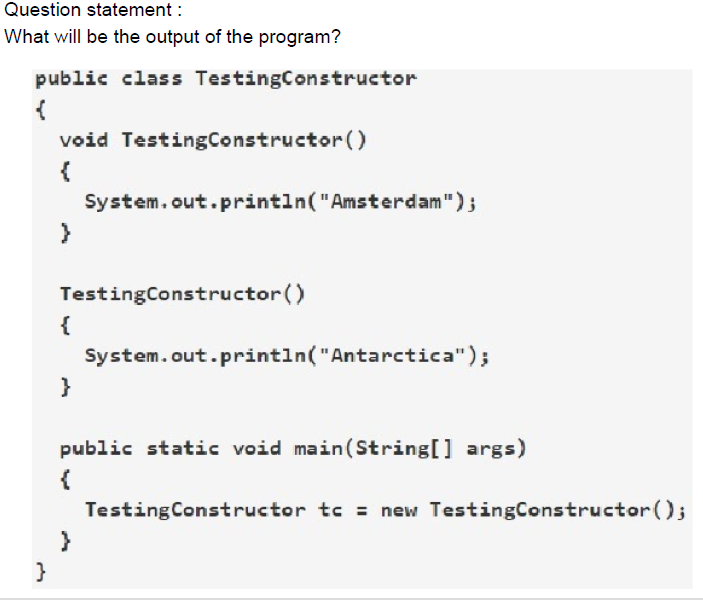 Question statement :
What will be the output of the program?
public class TestingConstructor
{
void TestingConstructor()
{
System.out.println("Amsterdam");
}
TestingConstructor()
{
System.out.println("Antarctica");
}
public static void main(String[] args)
{
TestingConstructor tc = new TestingConstructor();
}
}